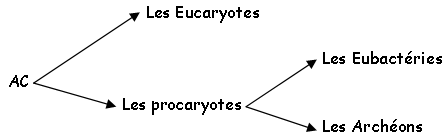 Les Eucaryotes
Les Eubactéries
AC
Les procaryotes
Les Archéons